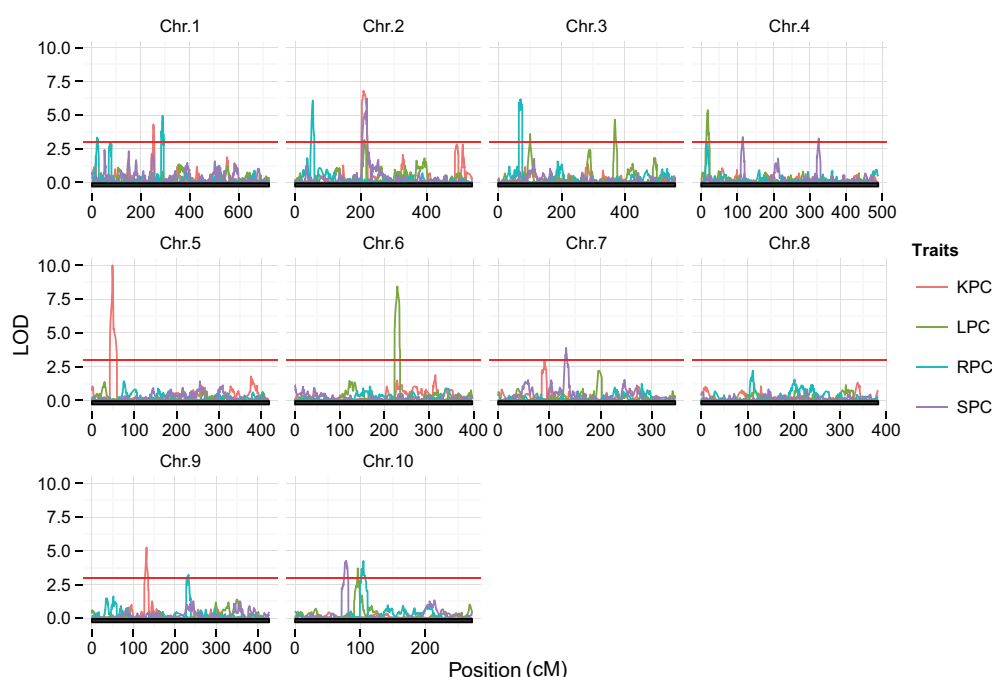 Chr.1 Chr.2 Chr.3 Chr.4
10.0
7.5
5.0
2.5
0.0
0 200 400 600 0 200 400 0 200 400 0 100 200 300 400 500
Chr.5 Chr.6 Chr.7 Chr.8
10.0
7.5
5.0
2.5
0.0
0 100 200 300 400 0 100 200 300 400 0 100 200 300 0 100 200 300 400
Chr.9 Chr.10
10.0
7.5
5.0
2.5
0.0
0 100 200 300 400 0 100 200
LOD
Position (cM)
Traits
KPC
LPC
RPC
SPC